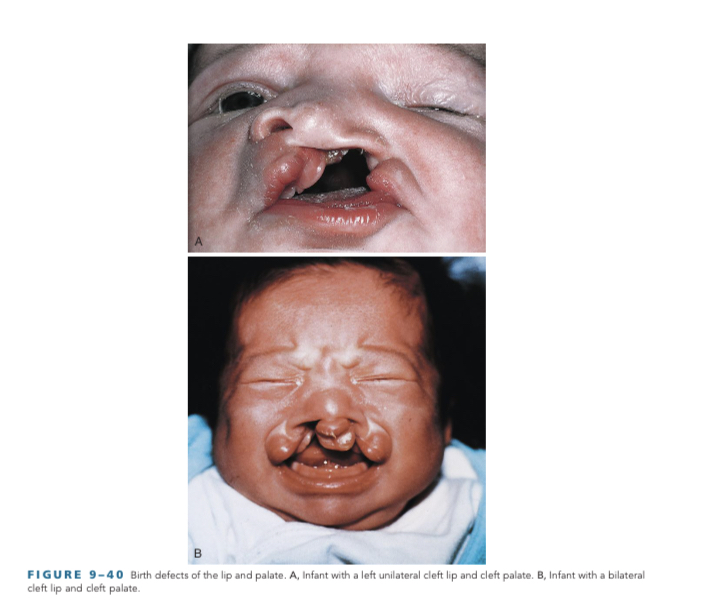 A
B
FIGURE 9–40 Birth defects of the lip and palate. A, Infant with a left unilateral cleft lip and cleft palate. B, Infant with a bilateral
cleft lip and cleft palate.